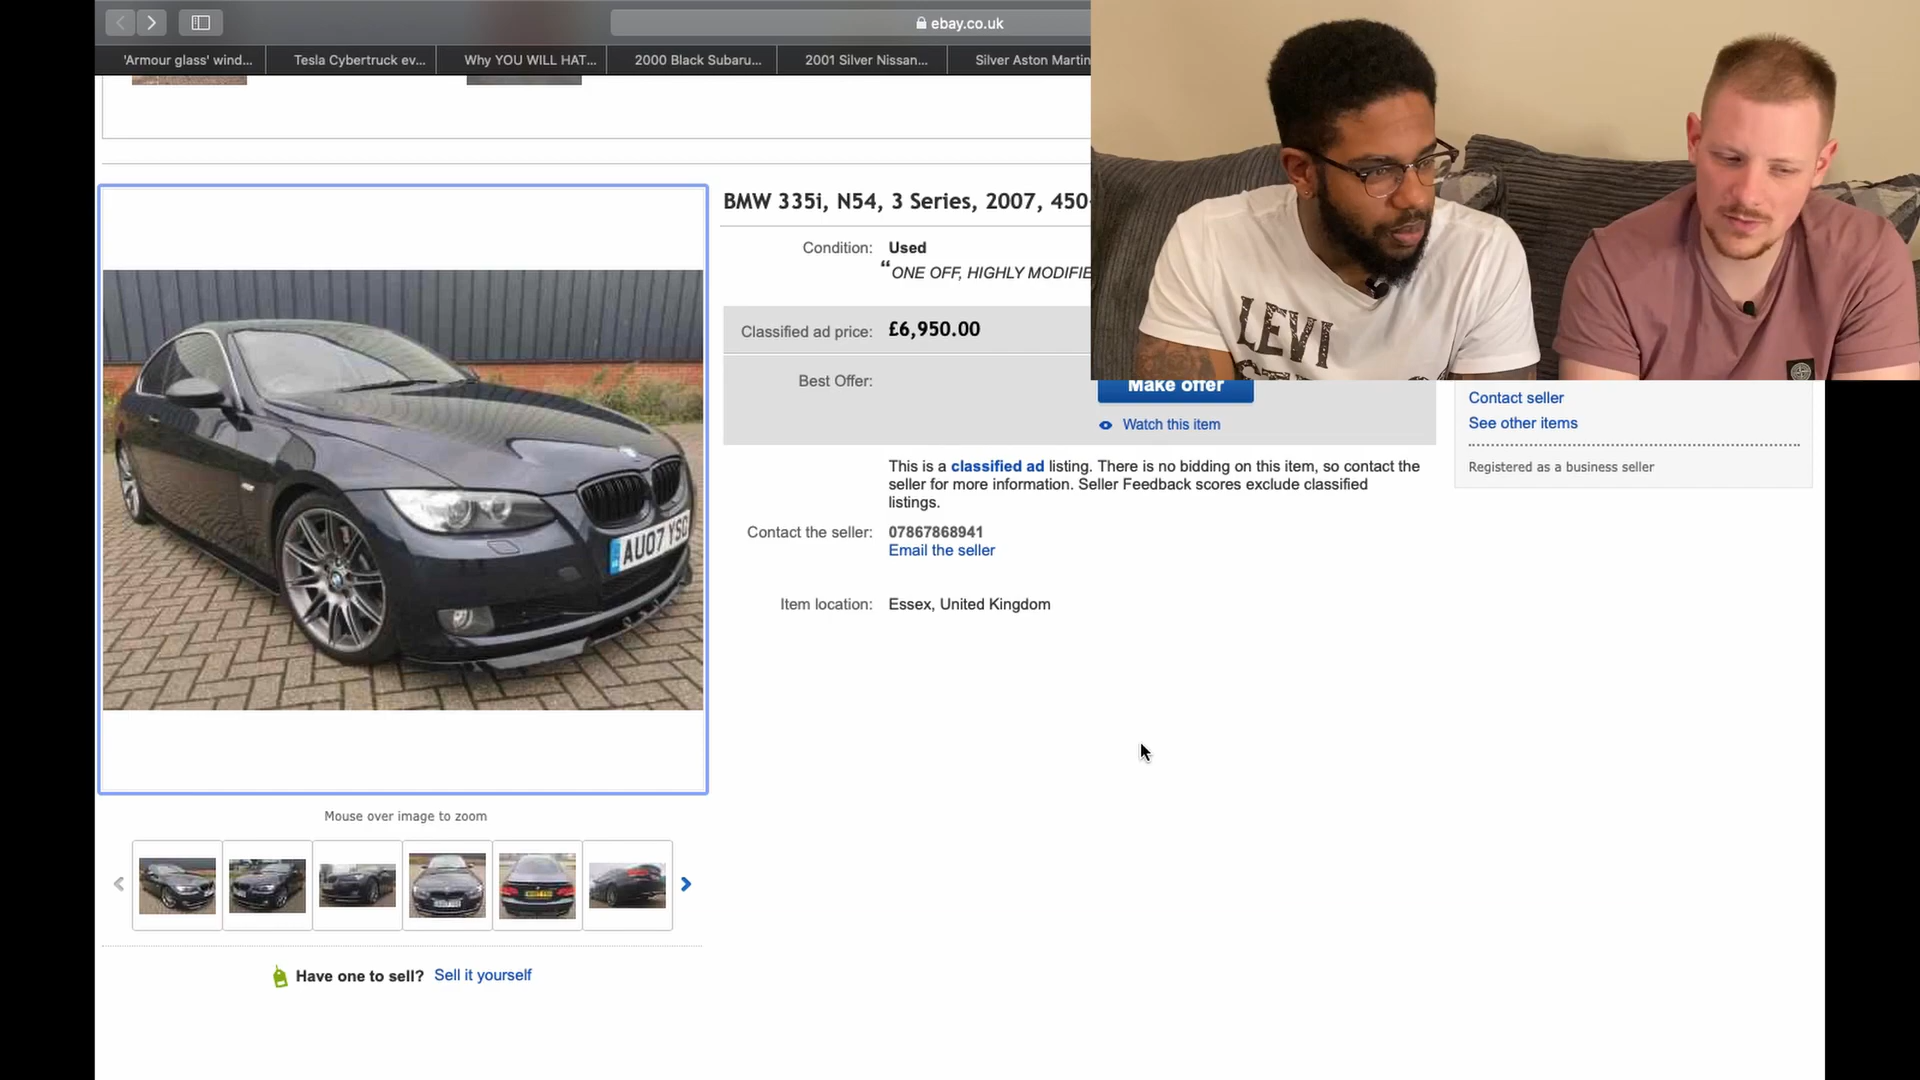 ebay.co.uk
'Armour glass' wind...
Tesla Cybertruck ev...
Why YOU WILL HAT...
2000 Black Subaru...
2001 Silver Nissan...
Silver Aston Martin
BMW 335i, N54, 3 Series, 2007, 450
Condition: Used
“ONE OFF, HIGHLY MODIFIE
Classified ad price: £6,950.00
Best Offer:
Make offer
Watch this item
This is a classified ad listing. There is no bidding on this item, so contact the
seller for more information. Seller Feedback scores exclude classified
listings.
Contact the seller: 07867868941
Email the seller
Item location: Essex, United Kingdom
Contact seller
See other items
Registered as a business seller
LEVI
AU07 YSO
Mouse over image to zoom
Have one to sell? Sell it yourself